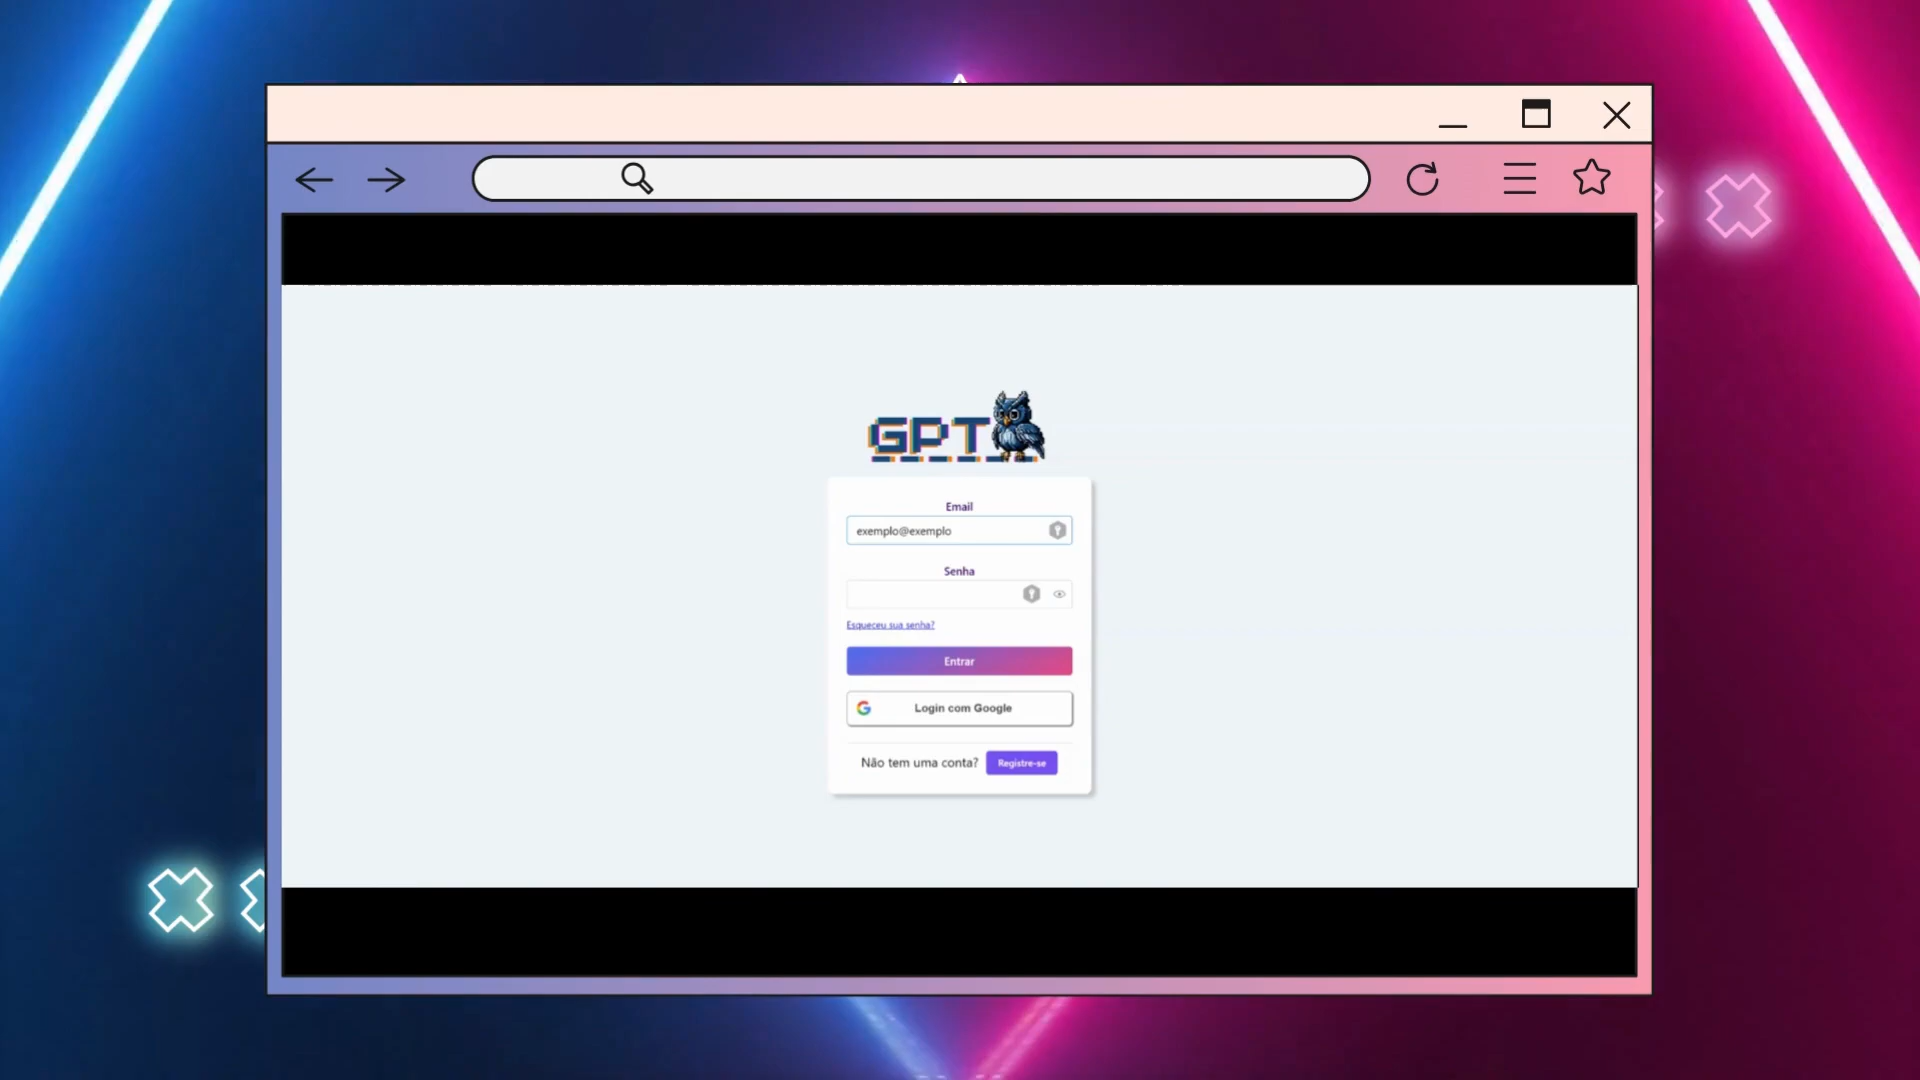 GPT
Email
exemplo@exemplo
Senha
Esqueceu sua senha?
Entrar
Login com Google
Não tem uma conta? Registre-se